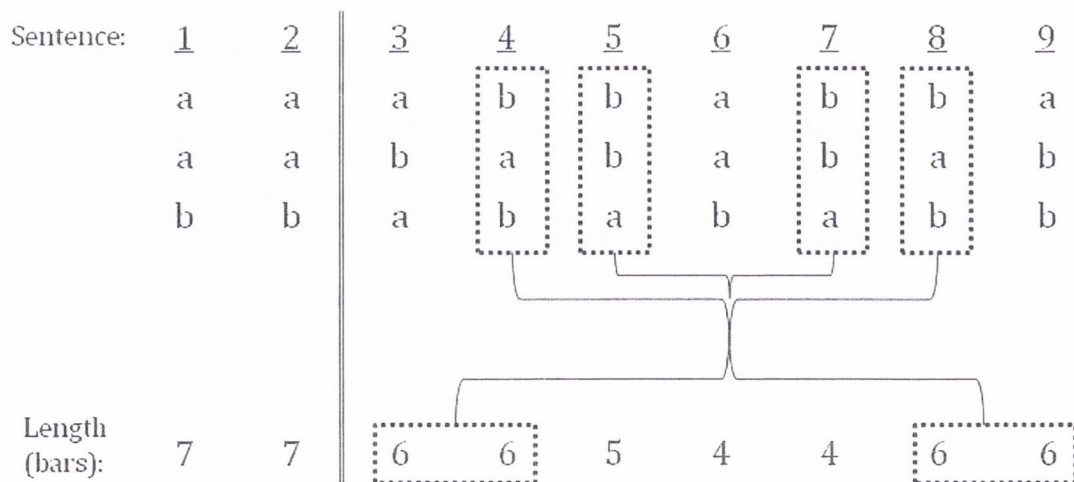 Sentence: 1 2 3 4 5 6 7 8 9
a a a b b a b b a
a a b a b a b a b
b b a b a b a b b
Length
(bars): 7 7 6 6 5 4 4 6 6